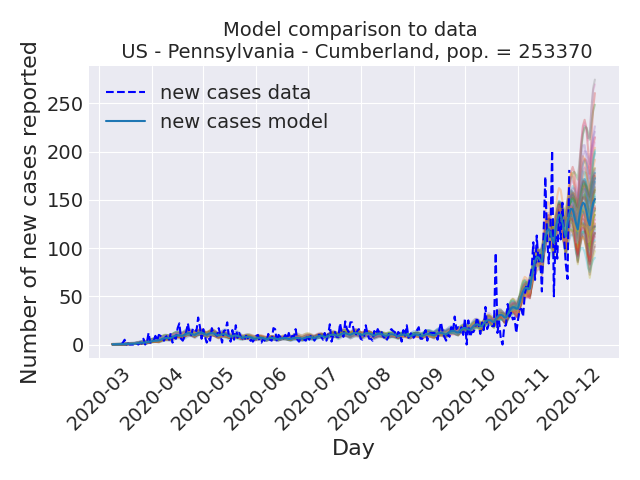 Model comparison to data
US - Pennsylvania - Cumberland, pop. = 253370
Number of new cases reported
250
200
150
100
50
0
new cases data
new cases model
2020-03
2020-04
2020-05
2020-06
2020-07
2020-08
2020-09
2020-10
2020-11
2020-12
Day